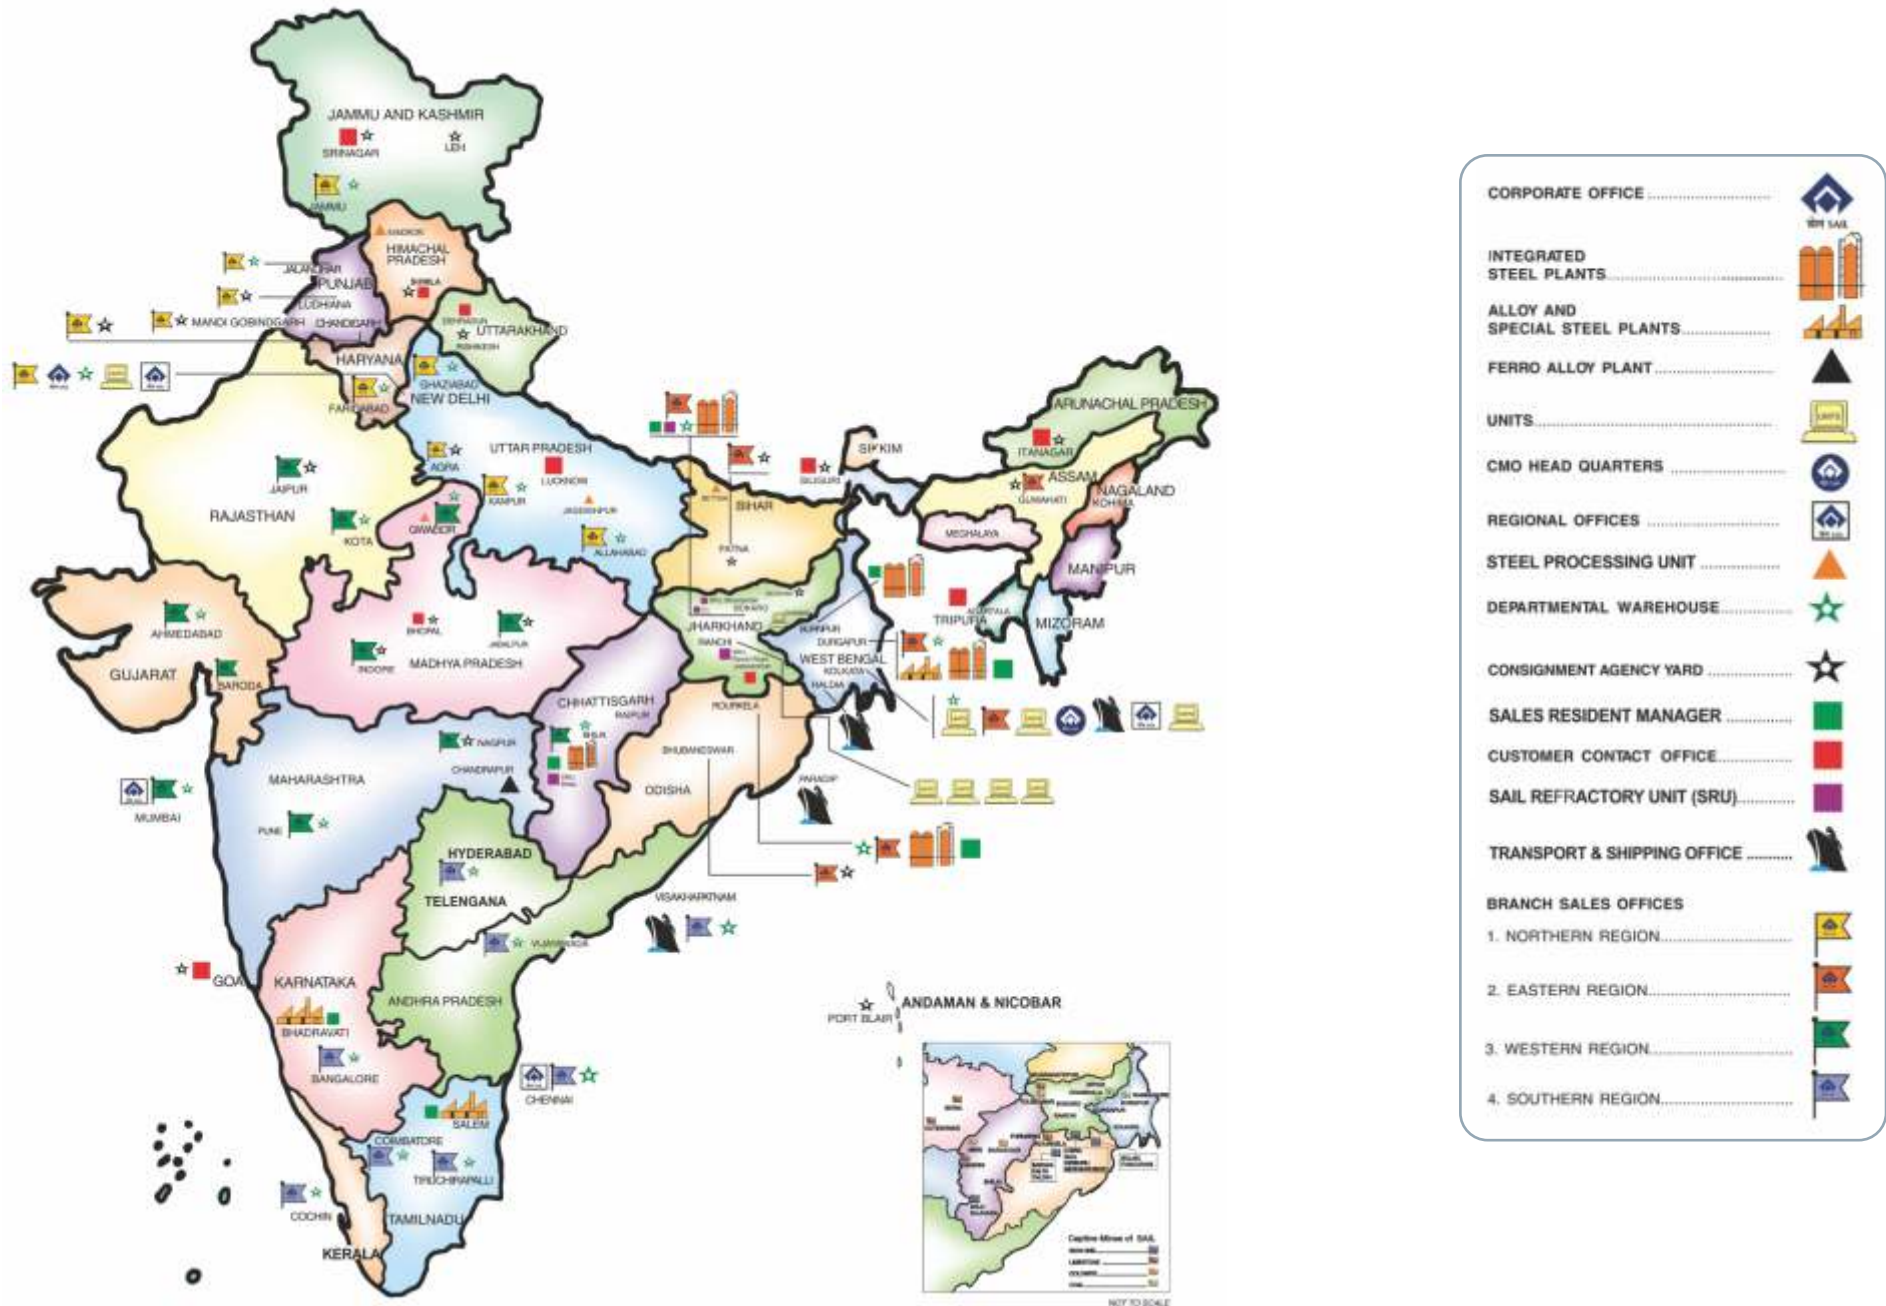 JAMMU AND KASHMIR
SRINAGAR
LEH
JAMMU
HIMACHAL
PRADESH
JALANDHAR
PUNJAB
LUDHIANA
MANDI GOBINDGARH
CHANDIGARH
SHIMLA
DEHRADUN
UTTARAKHAND
RISHIKESH
HARYANA
GHAZIABAD
NEW DELHI
FARIDABAD
ARUNACHAL PRADESH
ITANAGAR
SIKKIM
SILIGURI
ASSAM
GUWAHATI
NAGALAND
KOHIMA
MEGHALAYA
MANIPUR
UTTAR PRADESH
LUCKNOW
AGRA
KANPUR
JAGDISHPUR
ALLAHABAD
JAIPUR
RAJASTHAN
KOTA
GWALIOR
BETTIAH
BIHAR
PATNA
AHMEDABAD
GUJARAT
BARODA
BHOPAL
JABALPUR
INDORE
MADHYA PRADESH
BOKARO
JHARKHAND
RANCHI
BURNPUR
DURGAPUR
WEST BENGAL
KOLKATA
HALDIA
AGARTALA
TRIPURA
MIZORAM
CHHATTISGARH
RAIPUR
ROURKELA
BHUBANESWAR
ODISHA
PARADIP
NAGPUR
CHANDRAPUR
MAHARASHTRA
MUMBAI
PUNE
HYDERABAD
TELENGANA
VISAKHAPATNAM
VIJAYAWADA
GOA
KARNATAKA
ANDHRA PRADESH
BHADRAVATI
BANGALORE
CHENNAI
SALEM
COIMBATORE
TIRUCHIRAPALLI
COCHIN
TAMILNADU
KERALA
ANDAMAN & NICOBAR
PORT BLAIR
Captive Mines of SAIL
NOT TO SCALE
CORPORATE OFFICE
सेल SAIL
INTEGRATED
STEEL PLANTS
ALLOY AND
SPECIAL STEEL PLANTS
FERRO ALLOY PLANT
UNITS
UNITS
CMO HEAD QUARTERS
REGIONAL OFFICES
STEEL PROCESSING UNIT
DEPARTMENTAL WAREHOUSE
CONSIGNMENT AGENCY YARD
SALES RESIDENT MANAGER
CUSTOMER CONTACT OFFICE
SAIL REFRACTORY UNIT (SRU)
TRANSPORT & SHIPPING OFFICE
BRANCH SALES OFFICES
1. NORTHERN REGION
2. EASTERN REGION
3. WESTERN REGION
4. SOUTHERN REGION